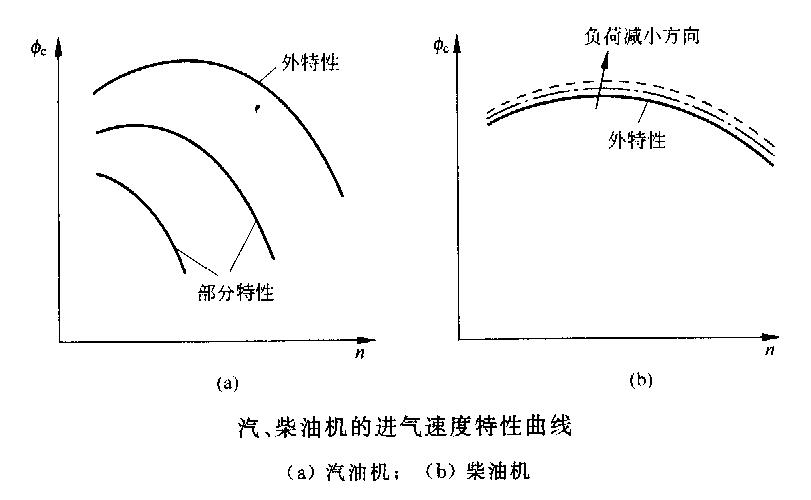 ϕc
外特性
部分特性
n
(a)
ϕc
负荷减小方向
外特性
n
(b)
汽、柴油机的进气速度特性曲线
(a) 汽油机; (b) 柴油机